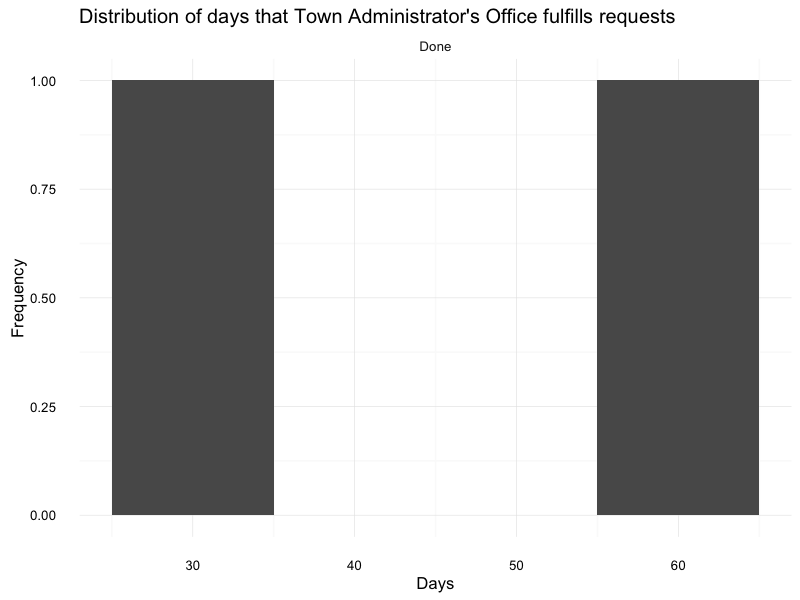 Distribution of days that Town Administrator's Office fulfills requests
Done
1.00
0.75
0.50
0.25
0.00
Frequency
30 40 50 60
Days